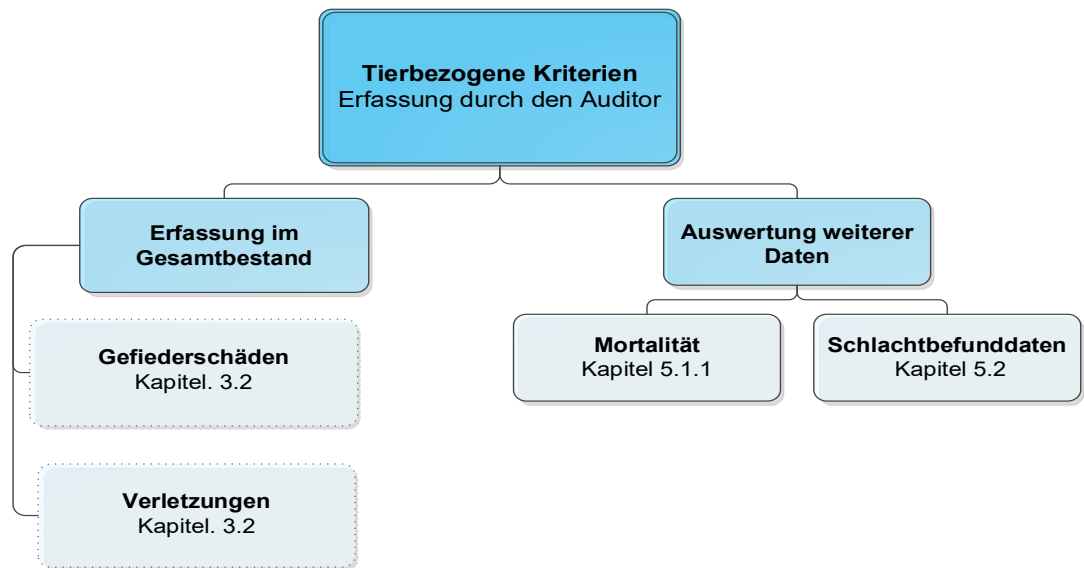 Tierbezogene Kriterien
Erfassung durch den Auditor
Erfassung im
Gesamtbestand
Auswertung weiterer
Daten
Gefiederschäden
Kapitel. 3.2
Mortalität
Kapitel 5.1.1
Schlachtbefunddaten
Kapitel 5.2
Verletzungen
Kapitel. 3.2